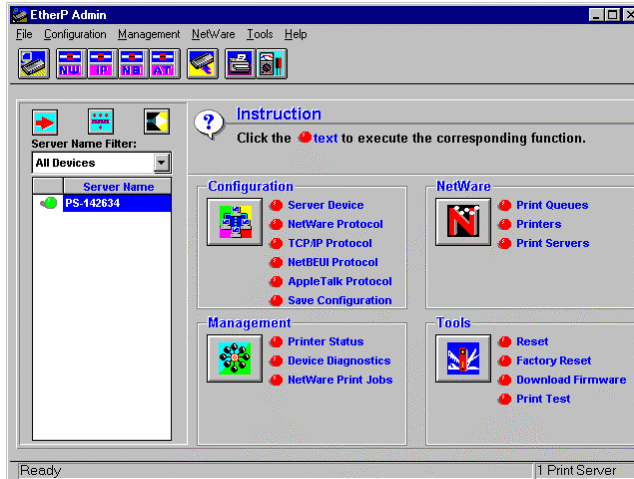 EtherP Admin
File Configuration Management NetWare Tools Help
NW IP NB AT
Instruction
Click the text to execute the corresponding function.
Server Name Filter:
All Devices
Server Name
PS-142634
Configuration
Server Device
NetWare Protocol
TCP/IP Protocol
NetBEUI Protocol
AppleTalk Protocol
Save Configuration
NetWare
Print Queues
Printers
Print Servers
Management
Printer Status
Device Diagnostics
NetWare Print Jobs
Tools
Reset
Factory Reset
Download Firmware
Print Test
Ready
1 Print Server